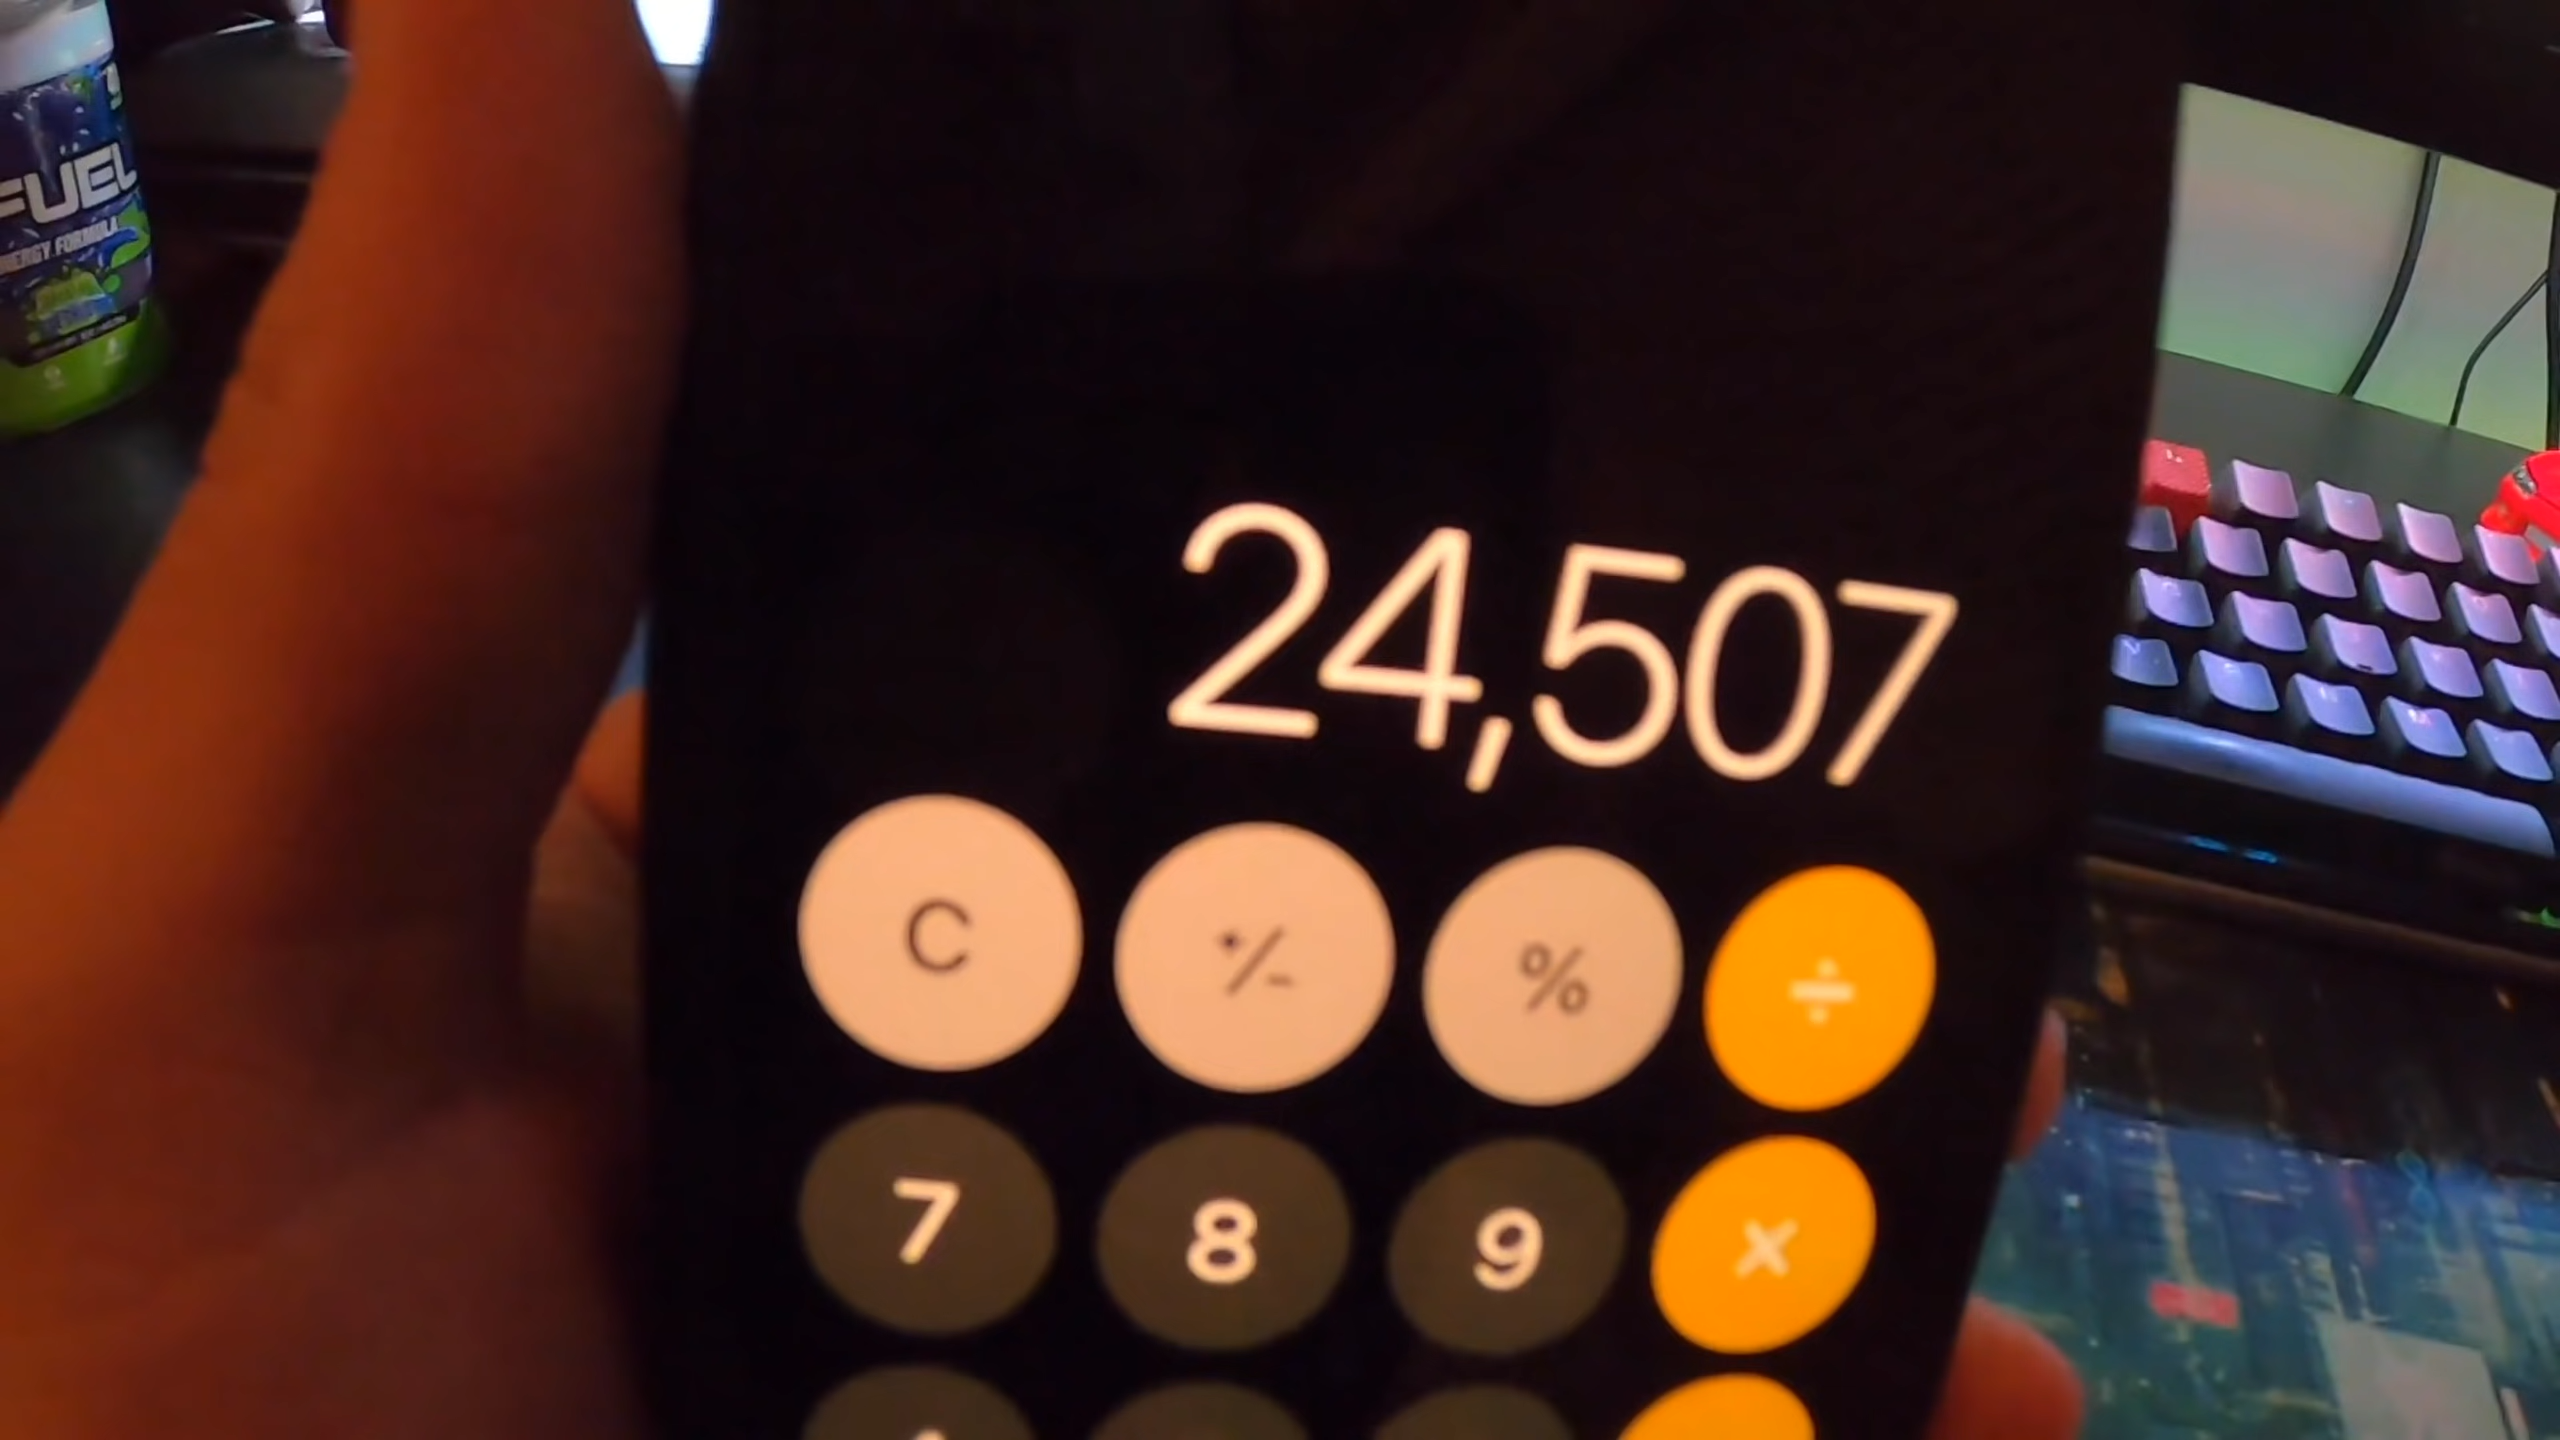 FUEL
ENERGY FORMULA
24,507
C
+/-
%
÷
7
8
9
×